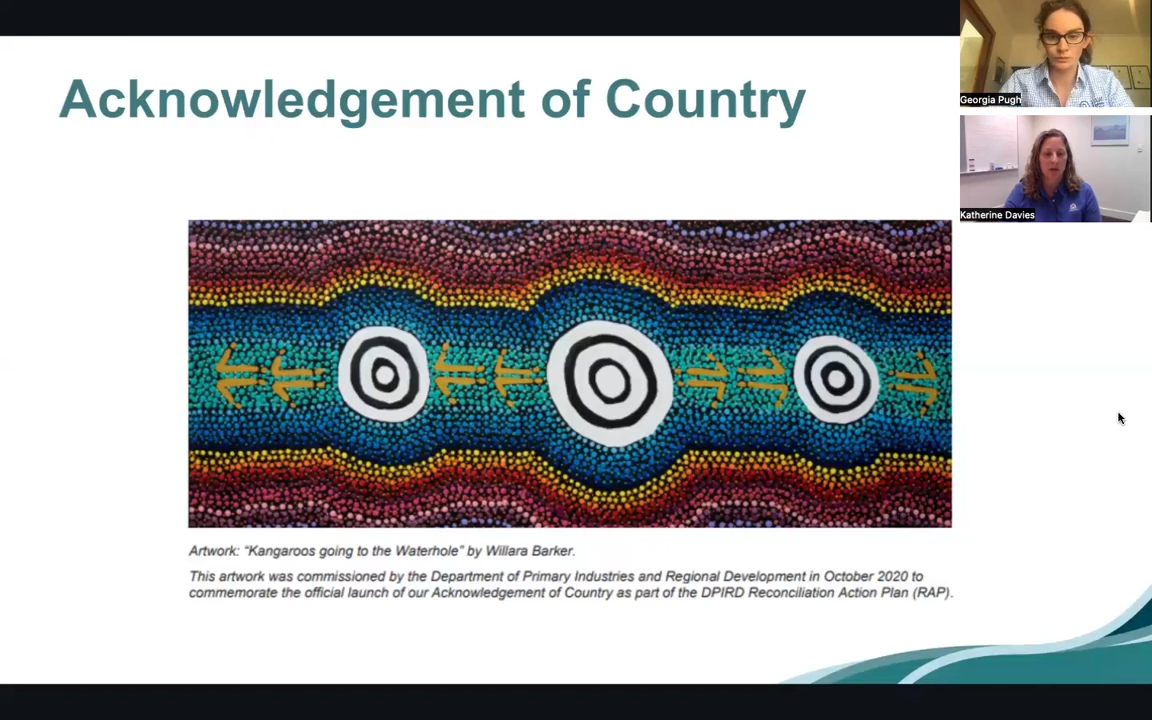 Acknowledgement of Country
Georgia Pugh
Katherine Davies
Artwork: “Kangaroos going to the Waterhole” by Willara Barker.
This artwork was commissioned by the Department of Primary Industries and Regional Development in October 2020 to
commemorate the official launch of our Acknowledgement of Country as part of the DPIRD Reconciliation Action Plan (RAP).